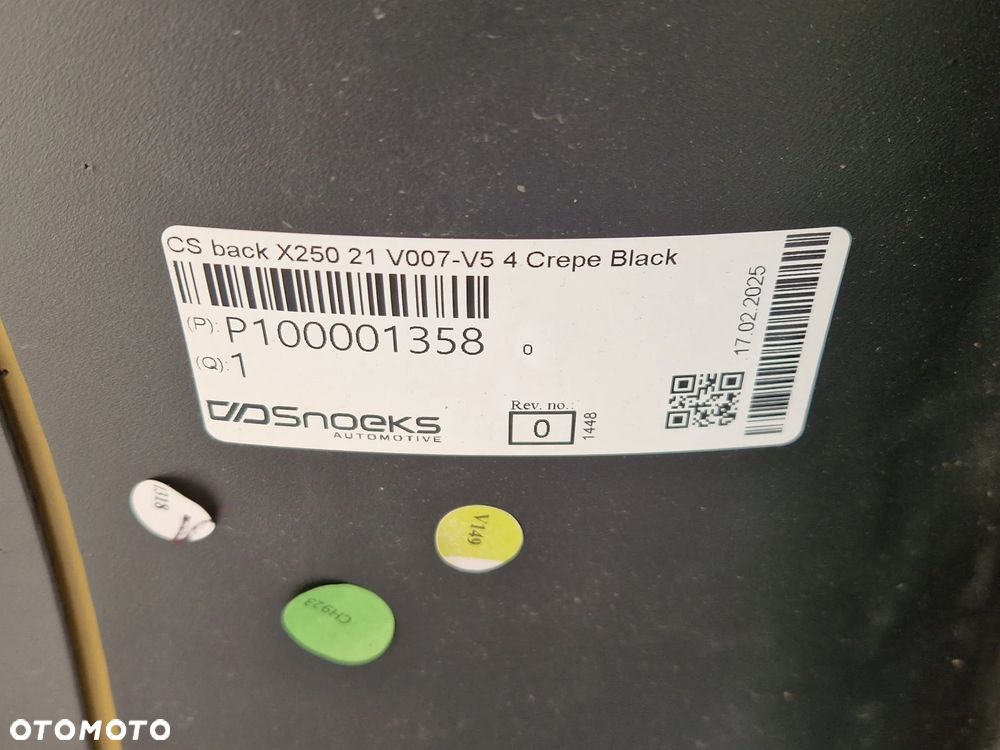 CS back X250 21 V007-V5 4 Crepe Black
(P): P100001358 0
(Q): 1
Snoeks
AUTOMOTIVE
Rev. no.:
0
1448
17.02.2025
1318
V149
CH923
OTOMOTO